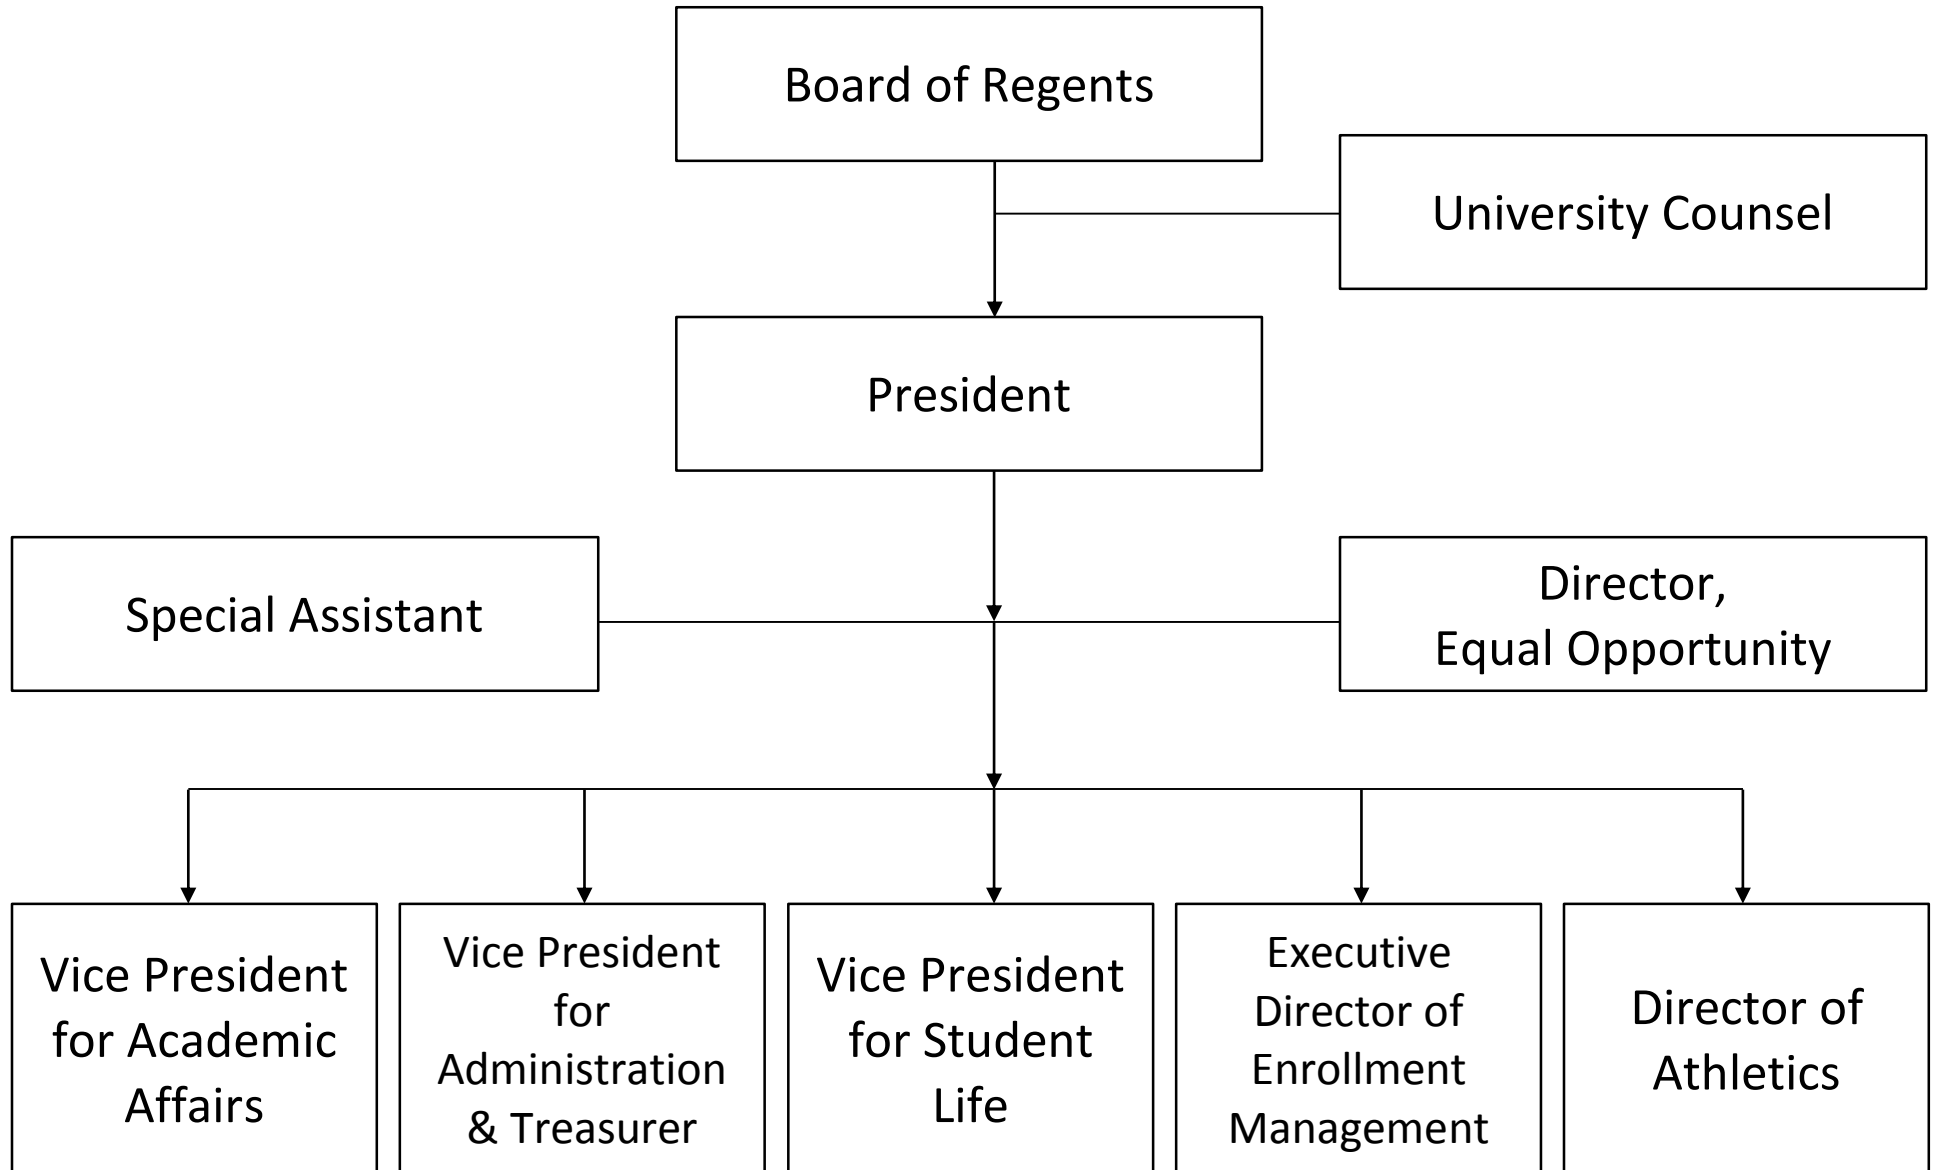 Board of Regents
University Counsel
President
Special Assistant
Director,
Equal Opportunity
Vice President
for Academic
Affairs
Vice President
for
Administration
& Treasurer
Vice President
for Student
Life
Executive
Director of
Enrollment
Management
Director of
Athletics